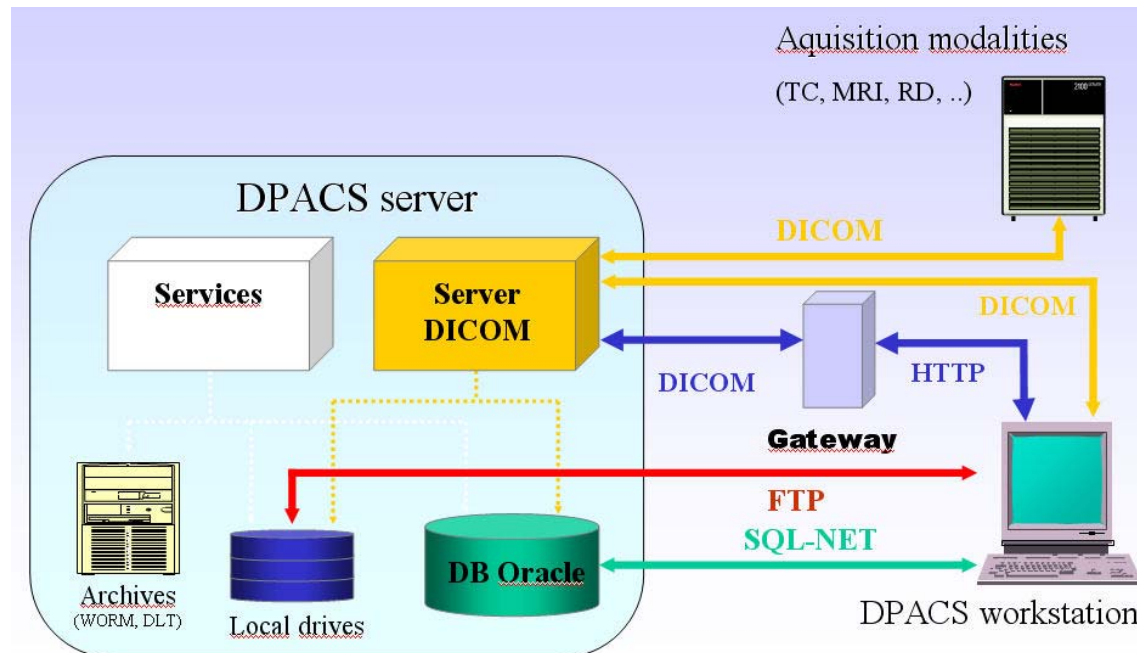 Aquisition modalities
(TC, MRI, RD, ..)
2100
DPACS server
DICOM
Services
Server
DICOM
DICOM
DICOM
HTTP
Gateway
FTP
SQL-NET
DB Oracle
Archives
(WORM, DLT)
Local drives
DPACS workstation